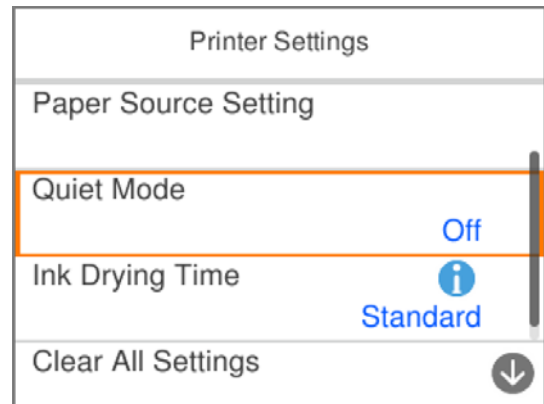 Printer Settings
Paper Source Setting
Quiet Mode
Off
Ink Drying Time
Standard
Clear All Settings